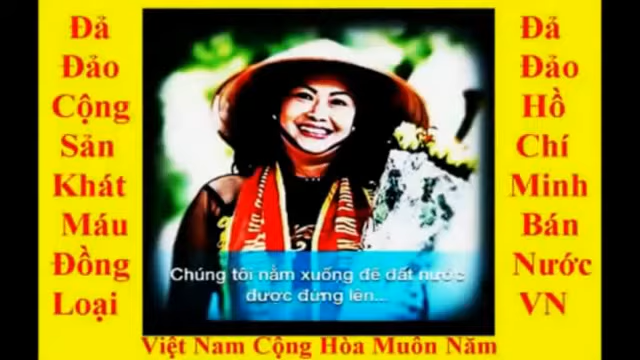 Đả
Đảo
Cộng
Sản
Khát
Máu
Đồng
Loại
Chúng tôi nằm xuống để đất nước
được đứng lên...
Đả
Đảo
Hồ
Chí
Minh
Bán
Nước
VN
Việt Nam Cộng Hòa Muôn Năm